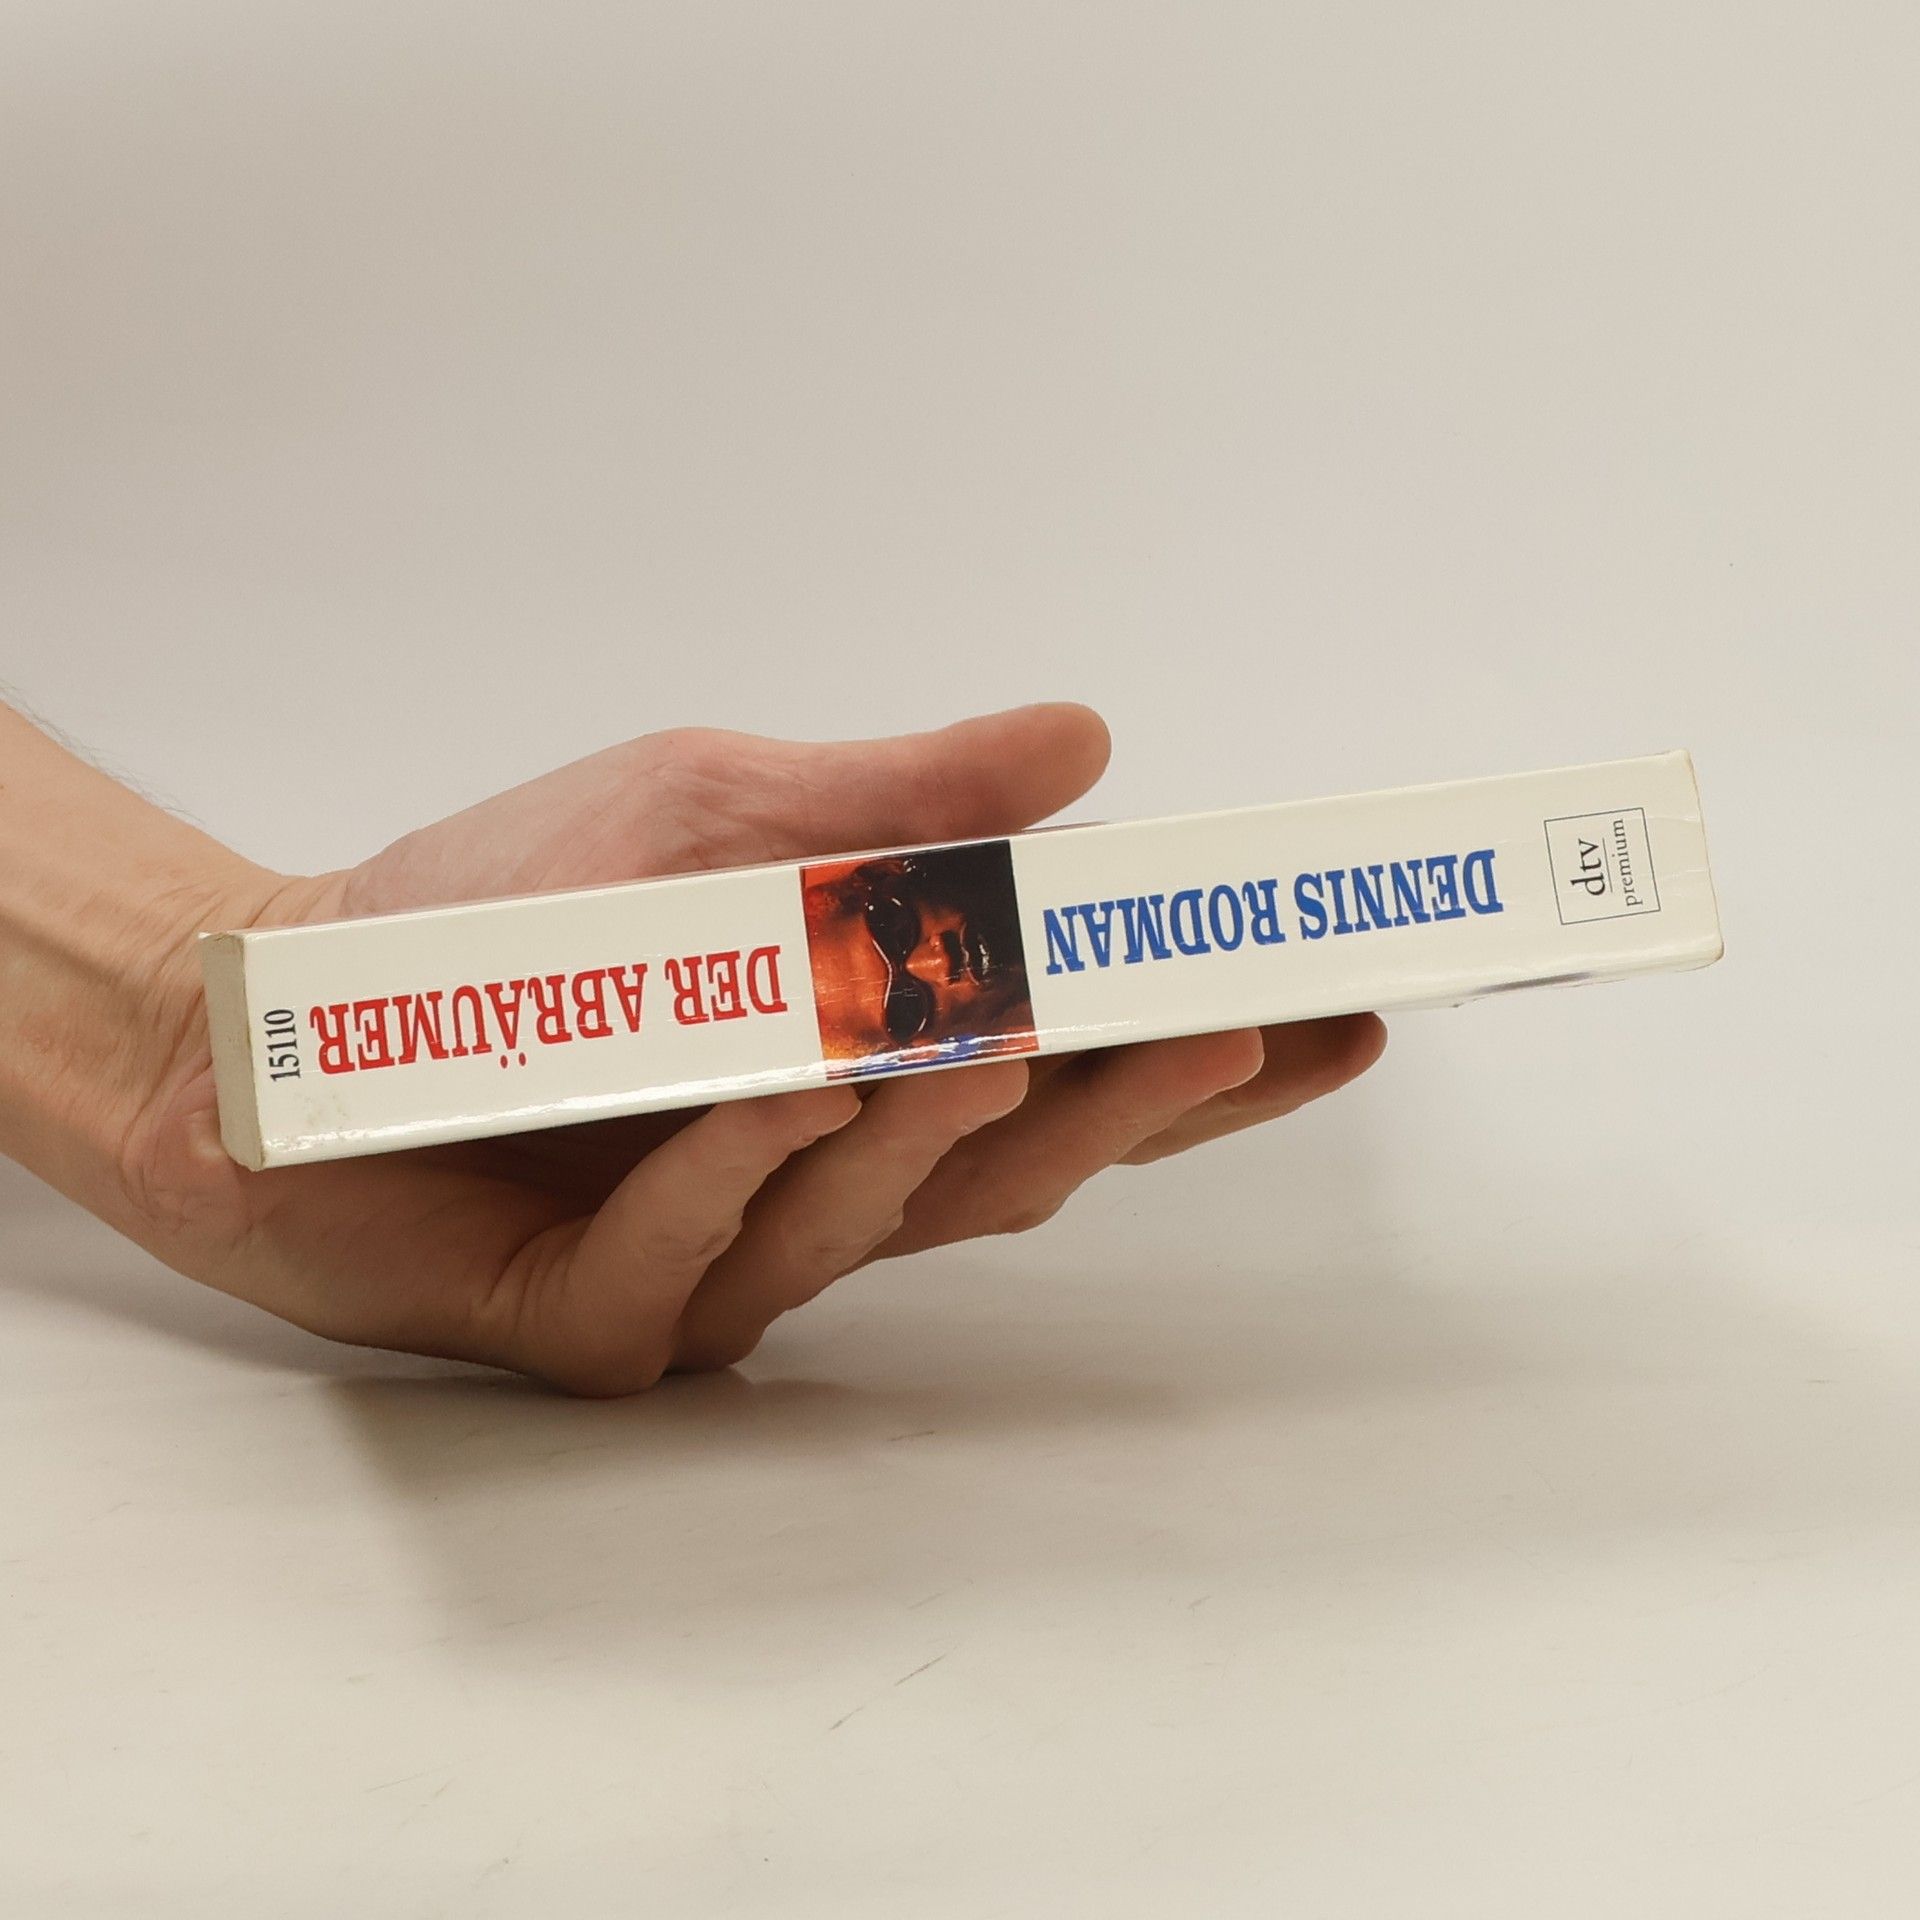 DENNIS RODMAN
DER ABRÄUMER
15110
dtv
premium